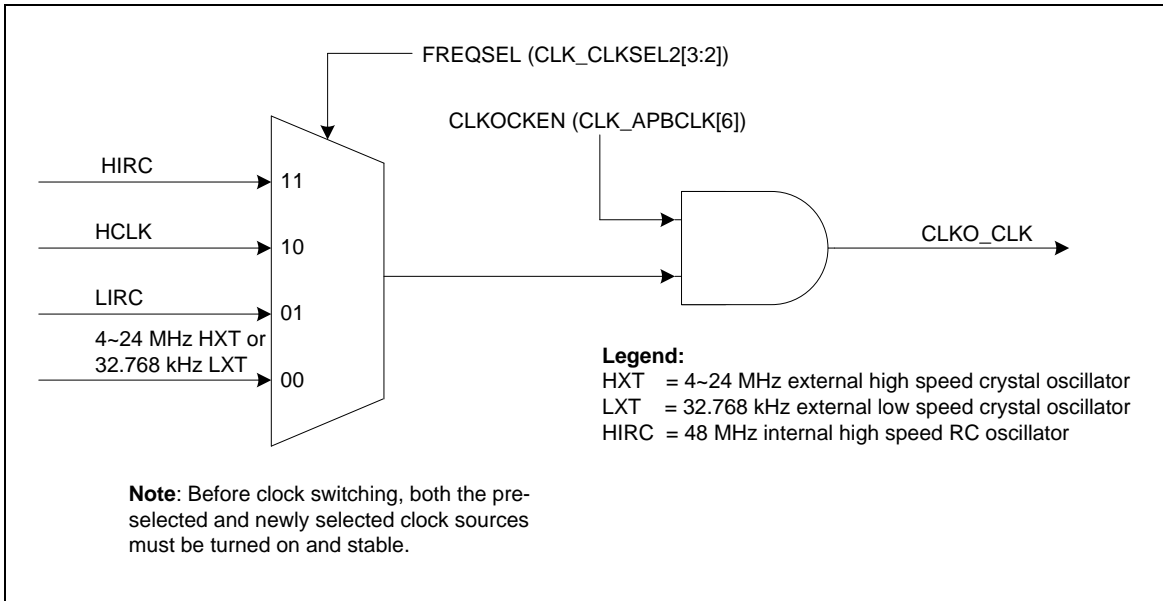 FREQSEL (CLK_CLKSEL2[3:2])
CLKOCKEN (CLK_APBCLK[6])
HIRC
11
HCLK
10
CLKO_CLK
LIRC
01
4~24 MHz HXT or
32.768 kHz LXT
00
Legend:
HXT = 4~24 MHz external high speed crystal oscillator
LXT = 32.768 kHz external low speed crystal oscillator
HIRC = 48 MHz internal high speed RC oscillator
Note: Before clock switching, both the pre-
selected and newly selected clock sources
must be turned on and stable.